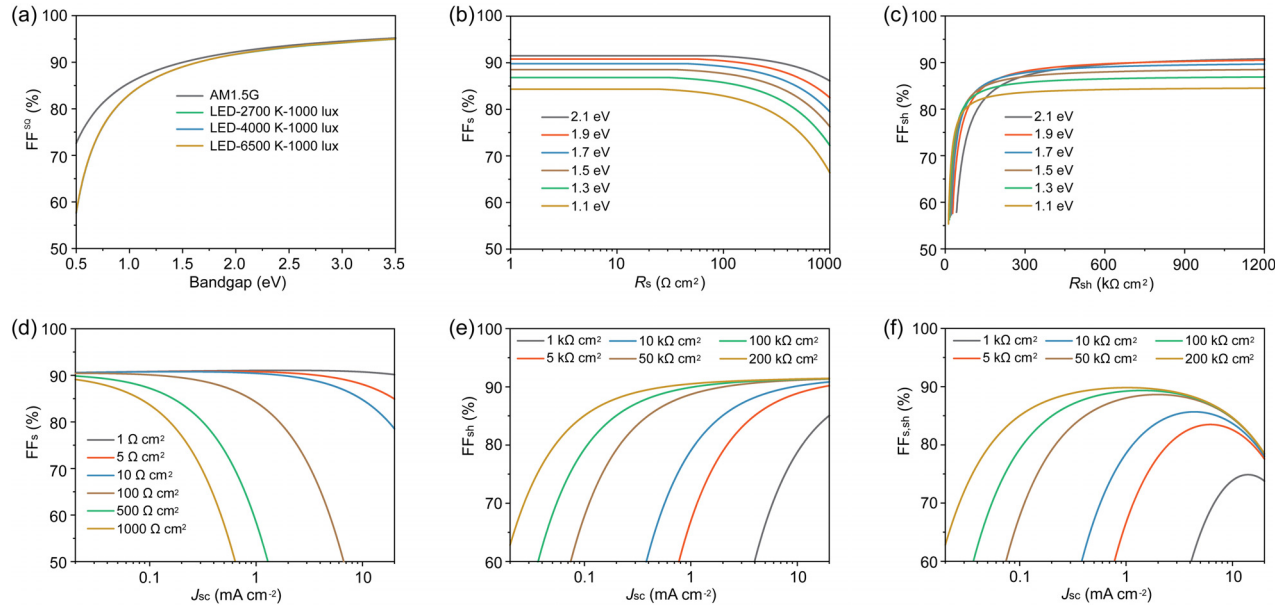 (a)
100
90
80
70
60
50
FF^SQ (%)
AM1.5G
LED-2700 K-1000 lux
LED-4000 K-1000 lux
LED-6500 K-1000 lux
0.5 1.0 1.5 2.0 2.5 3.0 3.5
Bandgap (eV)
(b)
100
90
80
70
60
50
FFs (%)
2.1 eV
1.9 eV
1.7 eV
1.5 eV
1.3 eV
1.1 eV
1 10 100 1000
Rs (Ω cm²)
(c)
100
90
80
70
60
50
FFsh (%)
2.1 eV
1.9 eV
1.7 eV
1.5 eV
1.3 eV
1.1 eV
0 300 600 900 1200
Rsh (kΩ cm²)
(d)
100
90
80
70
60
50
FFs (%)
1 Ω cm²
5 Ω cm²
10 Ω cm²
100 Ω cm²
500 Ω cm²
1000 Ω cm²
0.1 1 10
Jsc (mA cm⁻²)
(e)
100
90
80
70
60
FFsh (%)
1 kΩ cm² 10 kΩ cm² 100 kΩ cm²
5 kΩ cm² 50 kΩ cm² 200 kΩ cm²
0.1 1 10
Jsc (mA cm⁻²)
(f)
100
90
80
70
60
FFs,sh (%)
1 kΩ cm² 10 kΩ cm² 100 kΩ cm²
5 kΩ cm² 50 kΩ cm² 200 kΩ cm²
0.1 1 10
Jsc (mA cm⁻²)